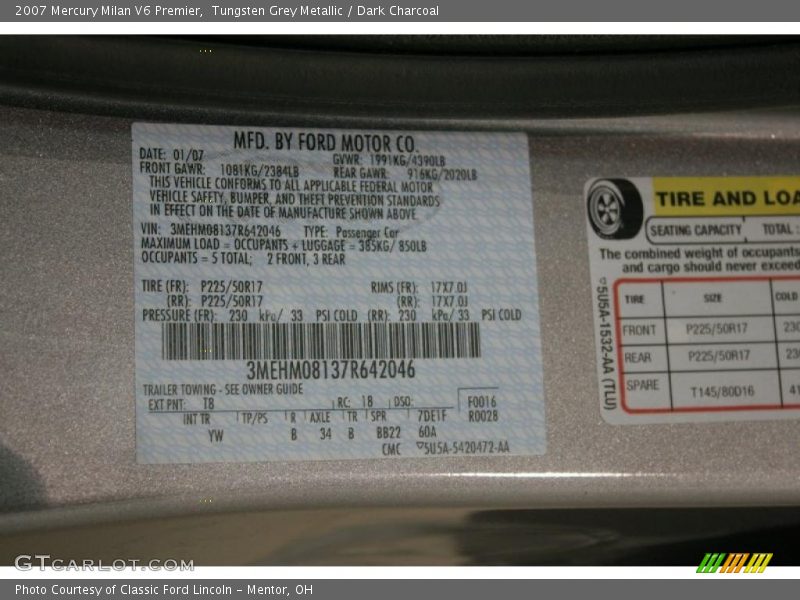 2007 Mercury Milan V6 Premier,  Tungsten Grey Metallic / Dark Charcoal
MFD. BY FORD MOTOR CO.
DATE: 01/07 GVWR: 1991KG/4390LB
FRONT GAWR: 1081KG/2384LB REAR GAWR: 916KG/2020LB
THIS VEHICLE CONFORMS TO ALL APPLICABLE FEDERAL MOTOR
VEHICLE SAFETY, BUMPER, AND THEFT PREVENTION STANDARDS
IN EFFECT ON THE DATE OF MANUFACTURE SHOWN ABOVE.
VIN: 3MEHM08137R642046 TYPE: Passenger Car
MAXIMUM LOAD = OCCUPANTS + LUGGAGE = 385KG/ 850LB
OCCUPANTS = 5 TOTAL; 2 FRONT, 3 REAR
TIRE (FR): P225/50R17 RIMS (FR): 17X7.0J
(RR): P225/50R17 (RR): 17X7.0J
PRESSURE (FR): 230 kPa/ 33 PSI COLD (RR): 230 kPa/ 33 PSI COLD
3MEHM08137R642046
TRAILER TOWING - SEE OWNER GUIDE
EXT PNT: T8 RC: 18 DSO: F0016
INT TR TP/PS R AXLE TR SPR 7DE1F R0028
YW B 34 B BB22 60A
CMC 5U5A-5420472-AA
TIRE AND LOA
SEATING CAPACITY TOTAL :
The combined weight of occupants
and cargo should never exceed
TIRE SIZE COLD
FRONT P225/50R17 230
REAR P225/50R17 23
SPARE T145/80D16 41
5U5A-1532-AA (TLU)
GTCARLOT.COM
Photo Courtesy of Classic Ford Lincoln - Mentor, OH